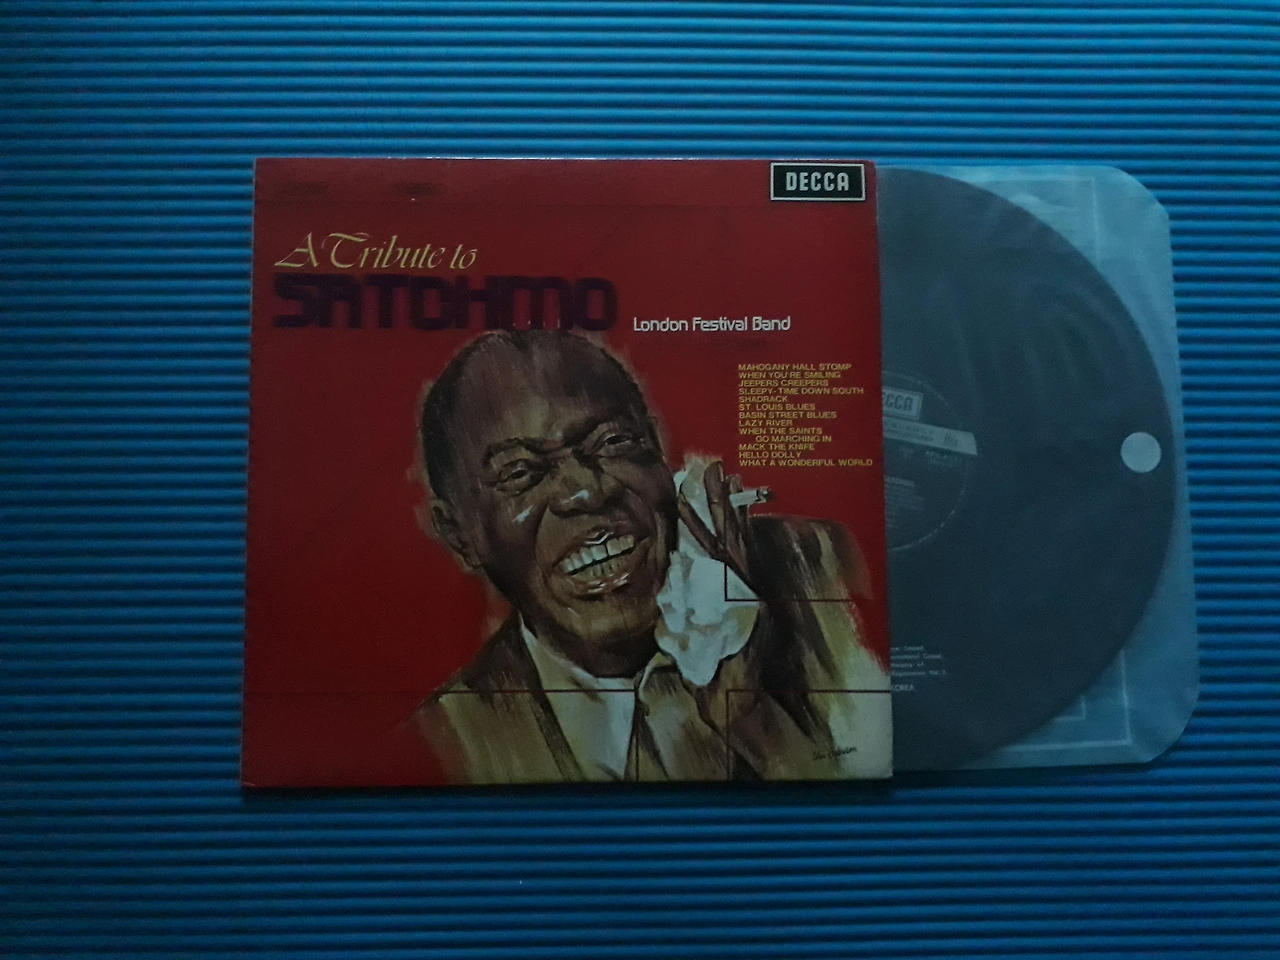 DECCA
A Tribute to
SATCHMO
London Festival Band
MAHOGANY HALL STOMP
WHEN YOU'RE SMILING
JEEPERS CREEPERS
SLEEPY-TIME DOWN SOUTH
SHADRACK
ST. LOUIS BLUES
BASIN STREET BLUES
LAZY RIVER
WHEN THE SAINTS
GO MARCHING IN
MACK THE KNIFE
HELLO DOLLY
WHAT A WONDERFUL WORLD
DECCA
KOREA